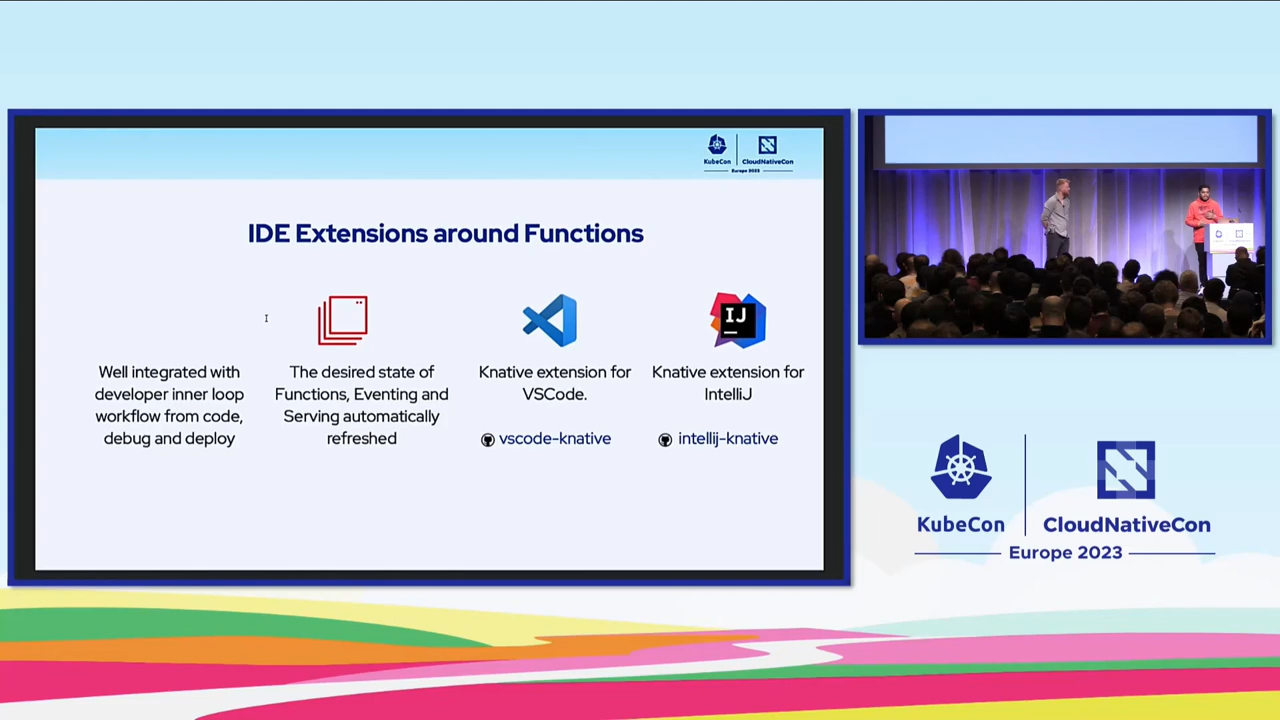 KubeCon
CloudNativeCon
Europe 2023
IDE Extensions around Functions
Well integrated with
developer inner loop
workflow from code,
debug and deploy
The desired state of
Functions, Eventing and
Serving automatically
refreshed
Knative extension for
VSCode.
vscode-knative
IJ
Knative extension for
IntelliJ
intellij-knative
KubeCon
CloudNativeCon
Europe 2023